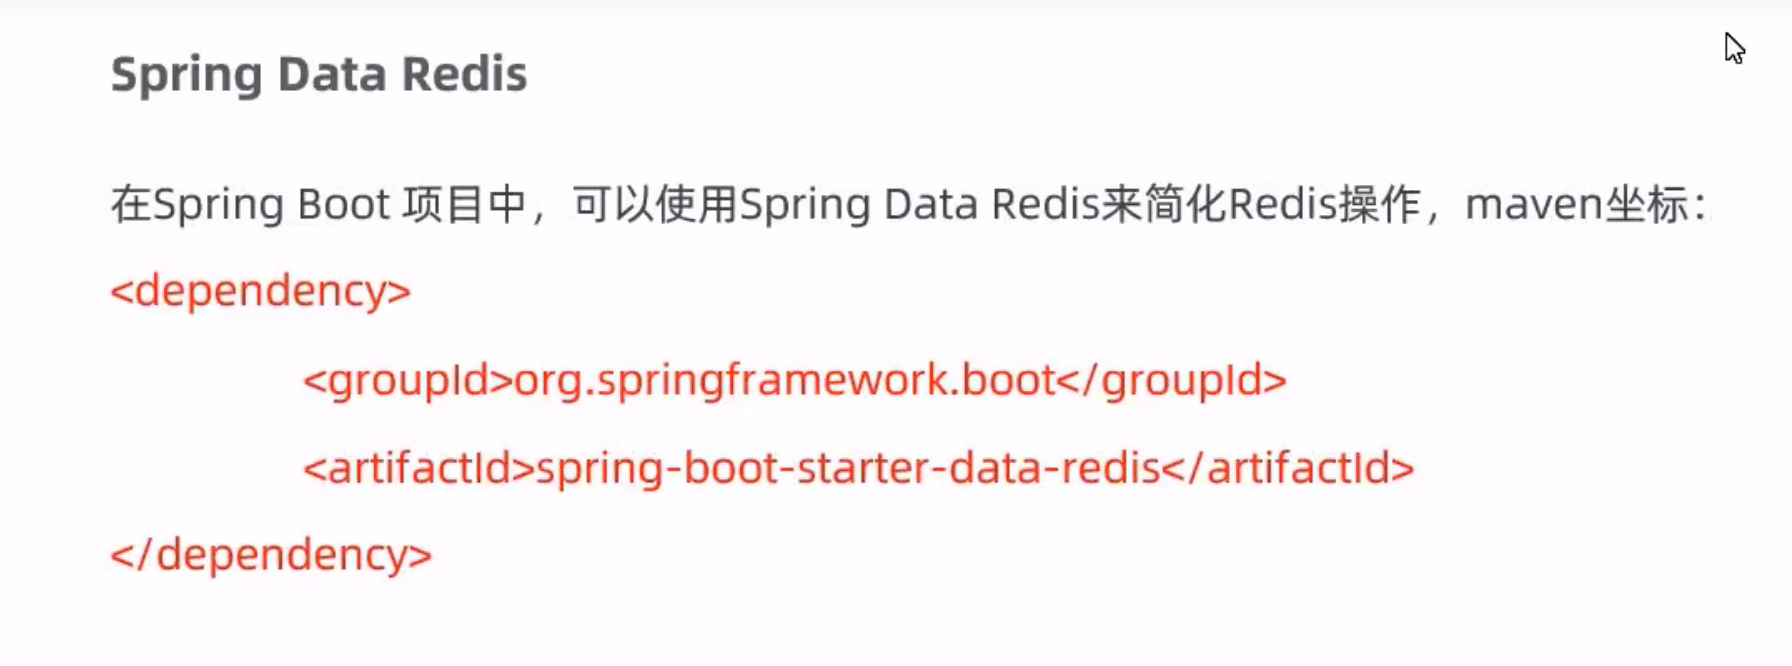 Spring Data Redis
在Spring Boot 项目中，可以使用Spring Data Redis来简化Redis操作，maven坐标：
<dependency>
<groupId>org.springframework.boot</groupId>
<artifactId>spring-boot-starter-data-redis</artifactId>
</dependency>